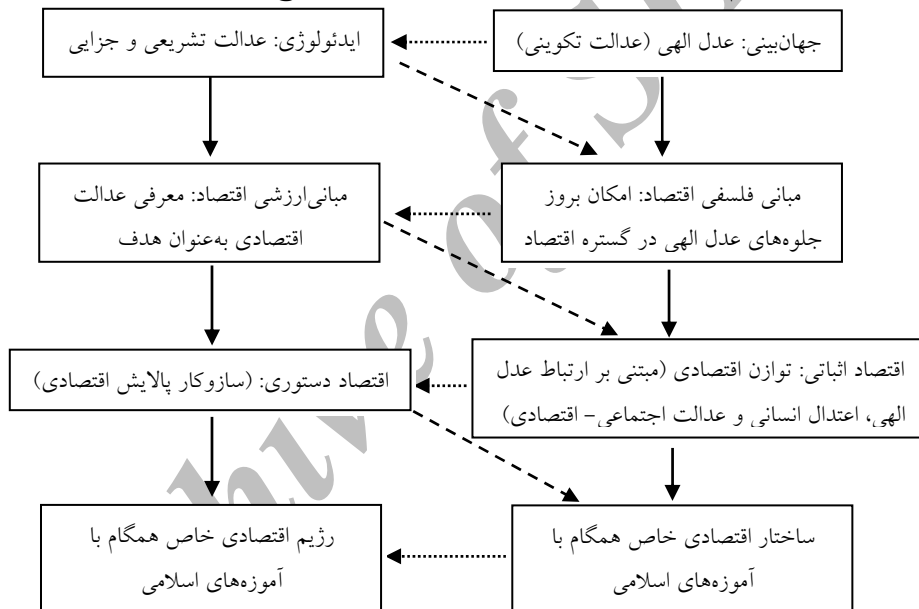 جهان‌بینی: عدل الهی (عدالت تکوینی)
ایدئولوژی: عدالت تشریعی و جزایی
مبانی فلسفی اقتصاد: امکان بروز
جلوه‌های عدل الهی در گستره اقتصاد
مبانی‌ارزشی اقتصاد: معرفی عدالت
اقتصادی به‌عنوان هدف
اقتصاد اثباتی: توازن اقتصادی (مبتنی بر ارتباط عدل
الهی، اعتدال انسانی و عدالت اجتماعی– اقتصادی)
اقتصاد دستوری: (سازوکار پالایش اقتصادی)
ساختار اقتصادی خاص همگام با
آموزه‌های اسلامی
رژیم اقتصادی خاص همگام با
آموزه‌های اسلامی